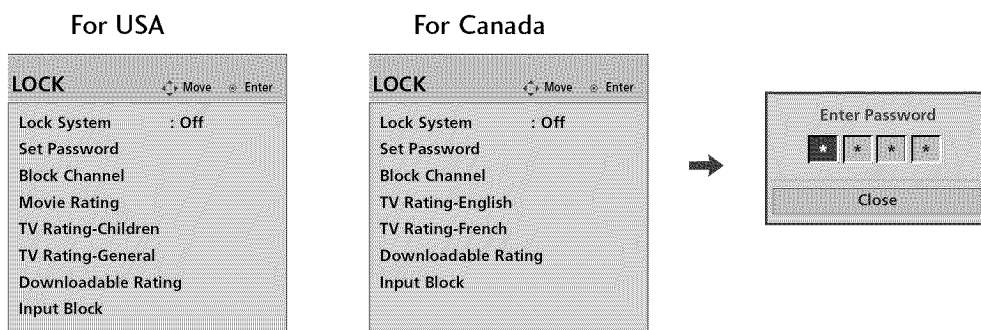 For USA
LOCK Move Enter
Lock System : Off
Set Password
Block Channel
Movie Rating
TV Rating-Children
TV Rating-General
Downloadable Rating
Input Block
For Canada
LOCK Move Enter
Lock System : Off
Set Password
Block Channel
TV Rating-English
TV Rating-French
Downloadable Rating
Input Block
Enter Password
* * * *
Close